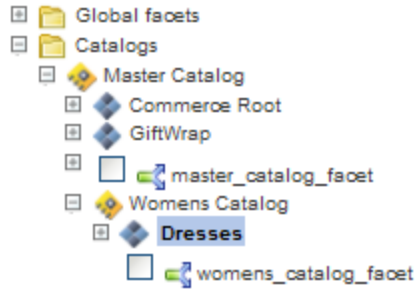 Global facets
Catalogs
Master Catalog
Commerce Root
GiftWrap
master_catalog_facet
Womens Catalog
Dresses
womens_catalog_facet